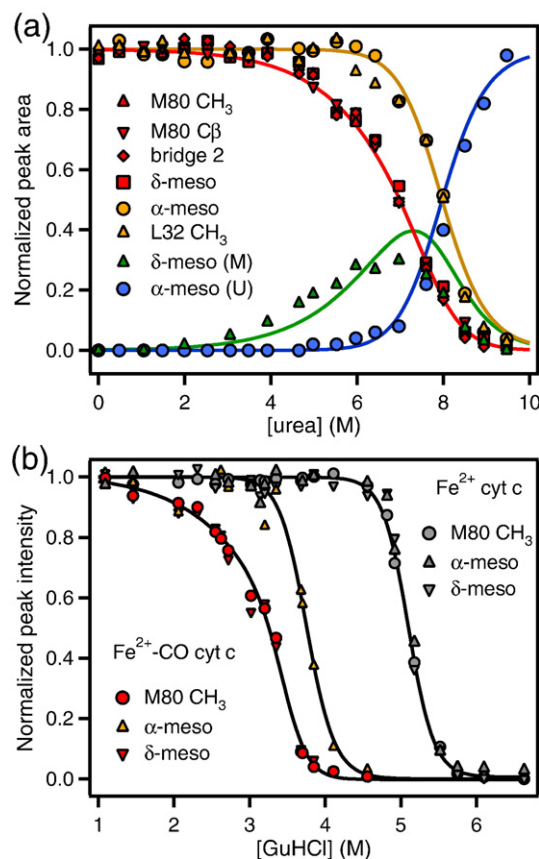 (a)
1.0
0.8
0.6
0.4
0.2
0.0
Normalized peak area
M80 CH₃
M80 Cβ
bridge 2
δ-meso
α-meso
L32 CH₃
δ-meso (M)
α-meso (U)
0 2 4 6 8 10
[urea] (M)
(b)
1.0
0.8
0.6
0.4
0.2
0.0
Normalized peak intensity
Fe²⁺ cyt c
M80 CH₃
α-meso
δ-meso
Fe²⁺-CO cyt c
M80 CH₃
α-meso
δ-meso
1 2 3 4 5 6
[GuHCl] (M)